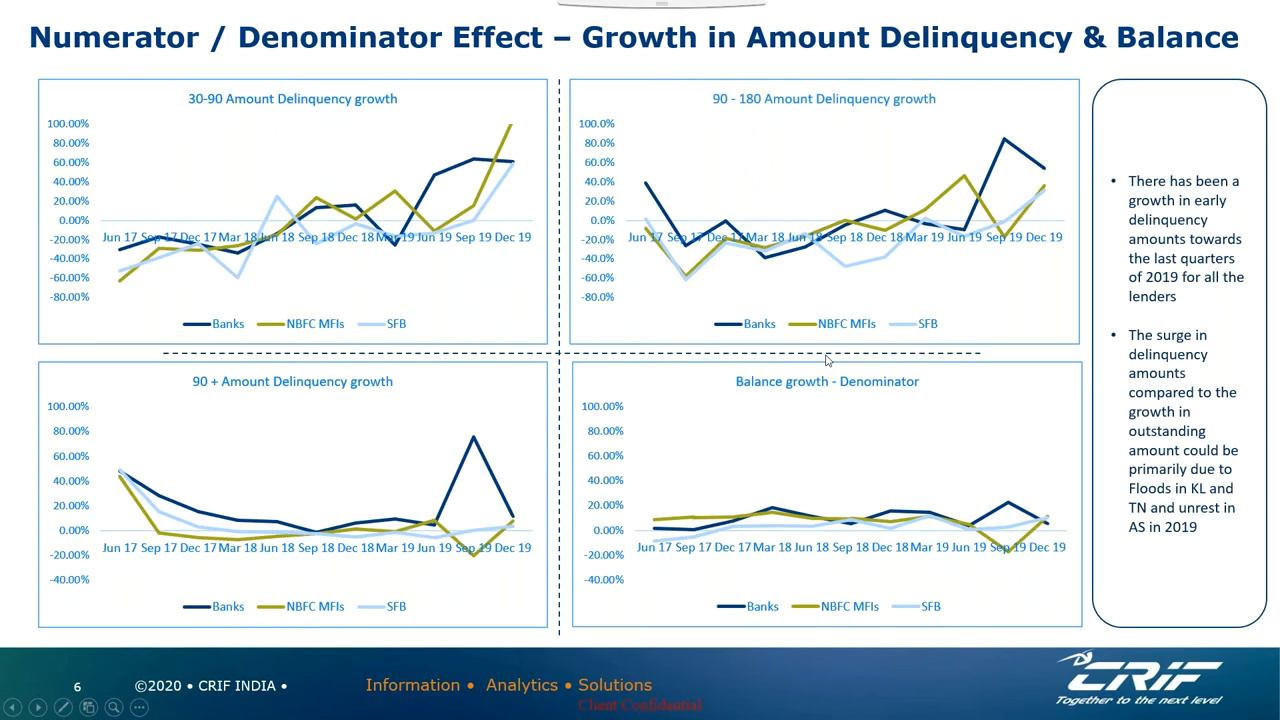 Numerator / Denominator Effect – Growth in Amount Delinquency & Balance
30-90 Amount Delinquency growth
100.00%
80.00%
60.00%
40.00%
20.00%
0.00%
-20.00%
-40.00%
-60.00%
-80.00%
Jun 17 Sep 17 Dec 17 Mar 18 Jun 18 Sep 18 Dec 18 Mar 19 Jun 19 Sep 19 Dec 19
Banks NBFC MFIs SFB
90 - 180 Amount Delinquency growth
100.00%
80.00%
60.00%
40.00%
20.00%
0.00%
-20.00%
-40.00%
-60.00%
-80.00%
Jun 17 Sep 17 Dec 17 Mar 18 Jun 18 Sep 18 Dec 18 Mar 19 Jun 19 Sep 19 Dec 19
Banks NBFC MFIs SFB
90 + Amount Delinquency growth
100.00%
80.00%
60.00%
40.00%
20.00%
0.00%
-20.00%
-40.00%
Jun 17 Sep 17 Dec 17 Mar 18 Jun 18 Sep 18 Dec 18 Mar 19 Jun 19 Sep 19 Dec 19
Banks NBFC MFIs SFB
Balance growth - Denominator
100.00%
80.00%
60.00%
40.00%
20.00%
0.00%
-20.00%
-40.00%
Jun 17 Sep 17 Dec 17 Mar 18 Jun 18 Sep 18 Dec 18 Mar 19 Jun 19 Sep 19 Dec 19
Banks NBFC MFIs SFB
• There has been a
growth in early
delinquency
amounts towards
the last quarters
of 2019 for all the
lenders
• The surge in
delinquency
amounts
compared to the
growth in
outstanding
amount could be
primarily due to
Floods in KL and
TN and unrest in
AS in 2019
6
©2020 • CRIF INDIA •
Information • Analytics • Solutions
Client Confidential
CRIF
Together to the next level